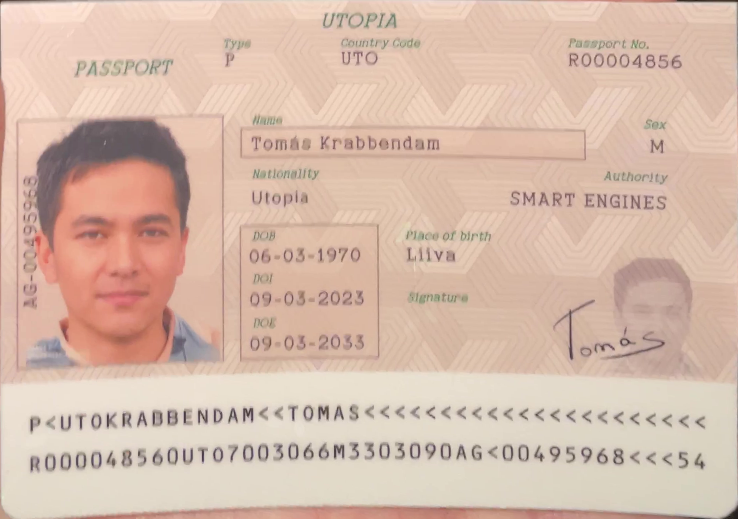 UTOPIA
PASSPORT
Type
P
Country Code
UTO
Passport No.
R00004856
Name
Tomás Krabbendam
Sex
M
Nationality
Utopia
Authority
SMART ENGINES
DOB
06-03-1970
Place of birth
Liiva
DOI
09-03-2023
Signature
DOE
09-03-2033
Tomás
AG-00495968
P<UTOKRABBENDAM<<TOMAS<<<<<<<<<<<<<<<<<<<<<<
R000048560UTO7003066M3303090AG<00495968<<<54